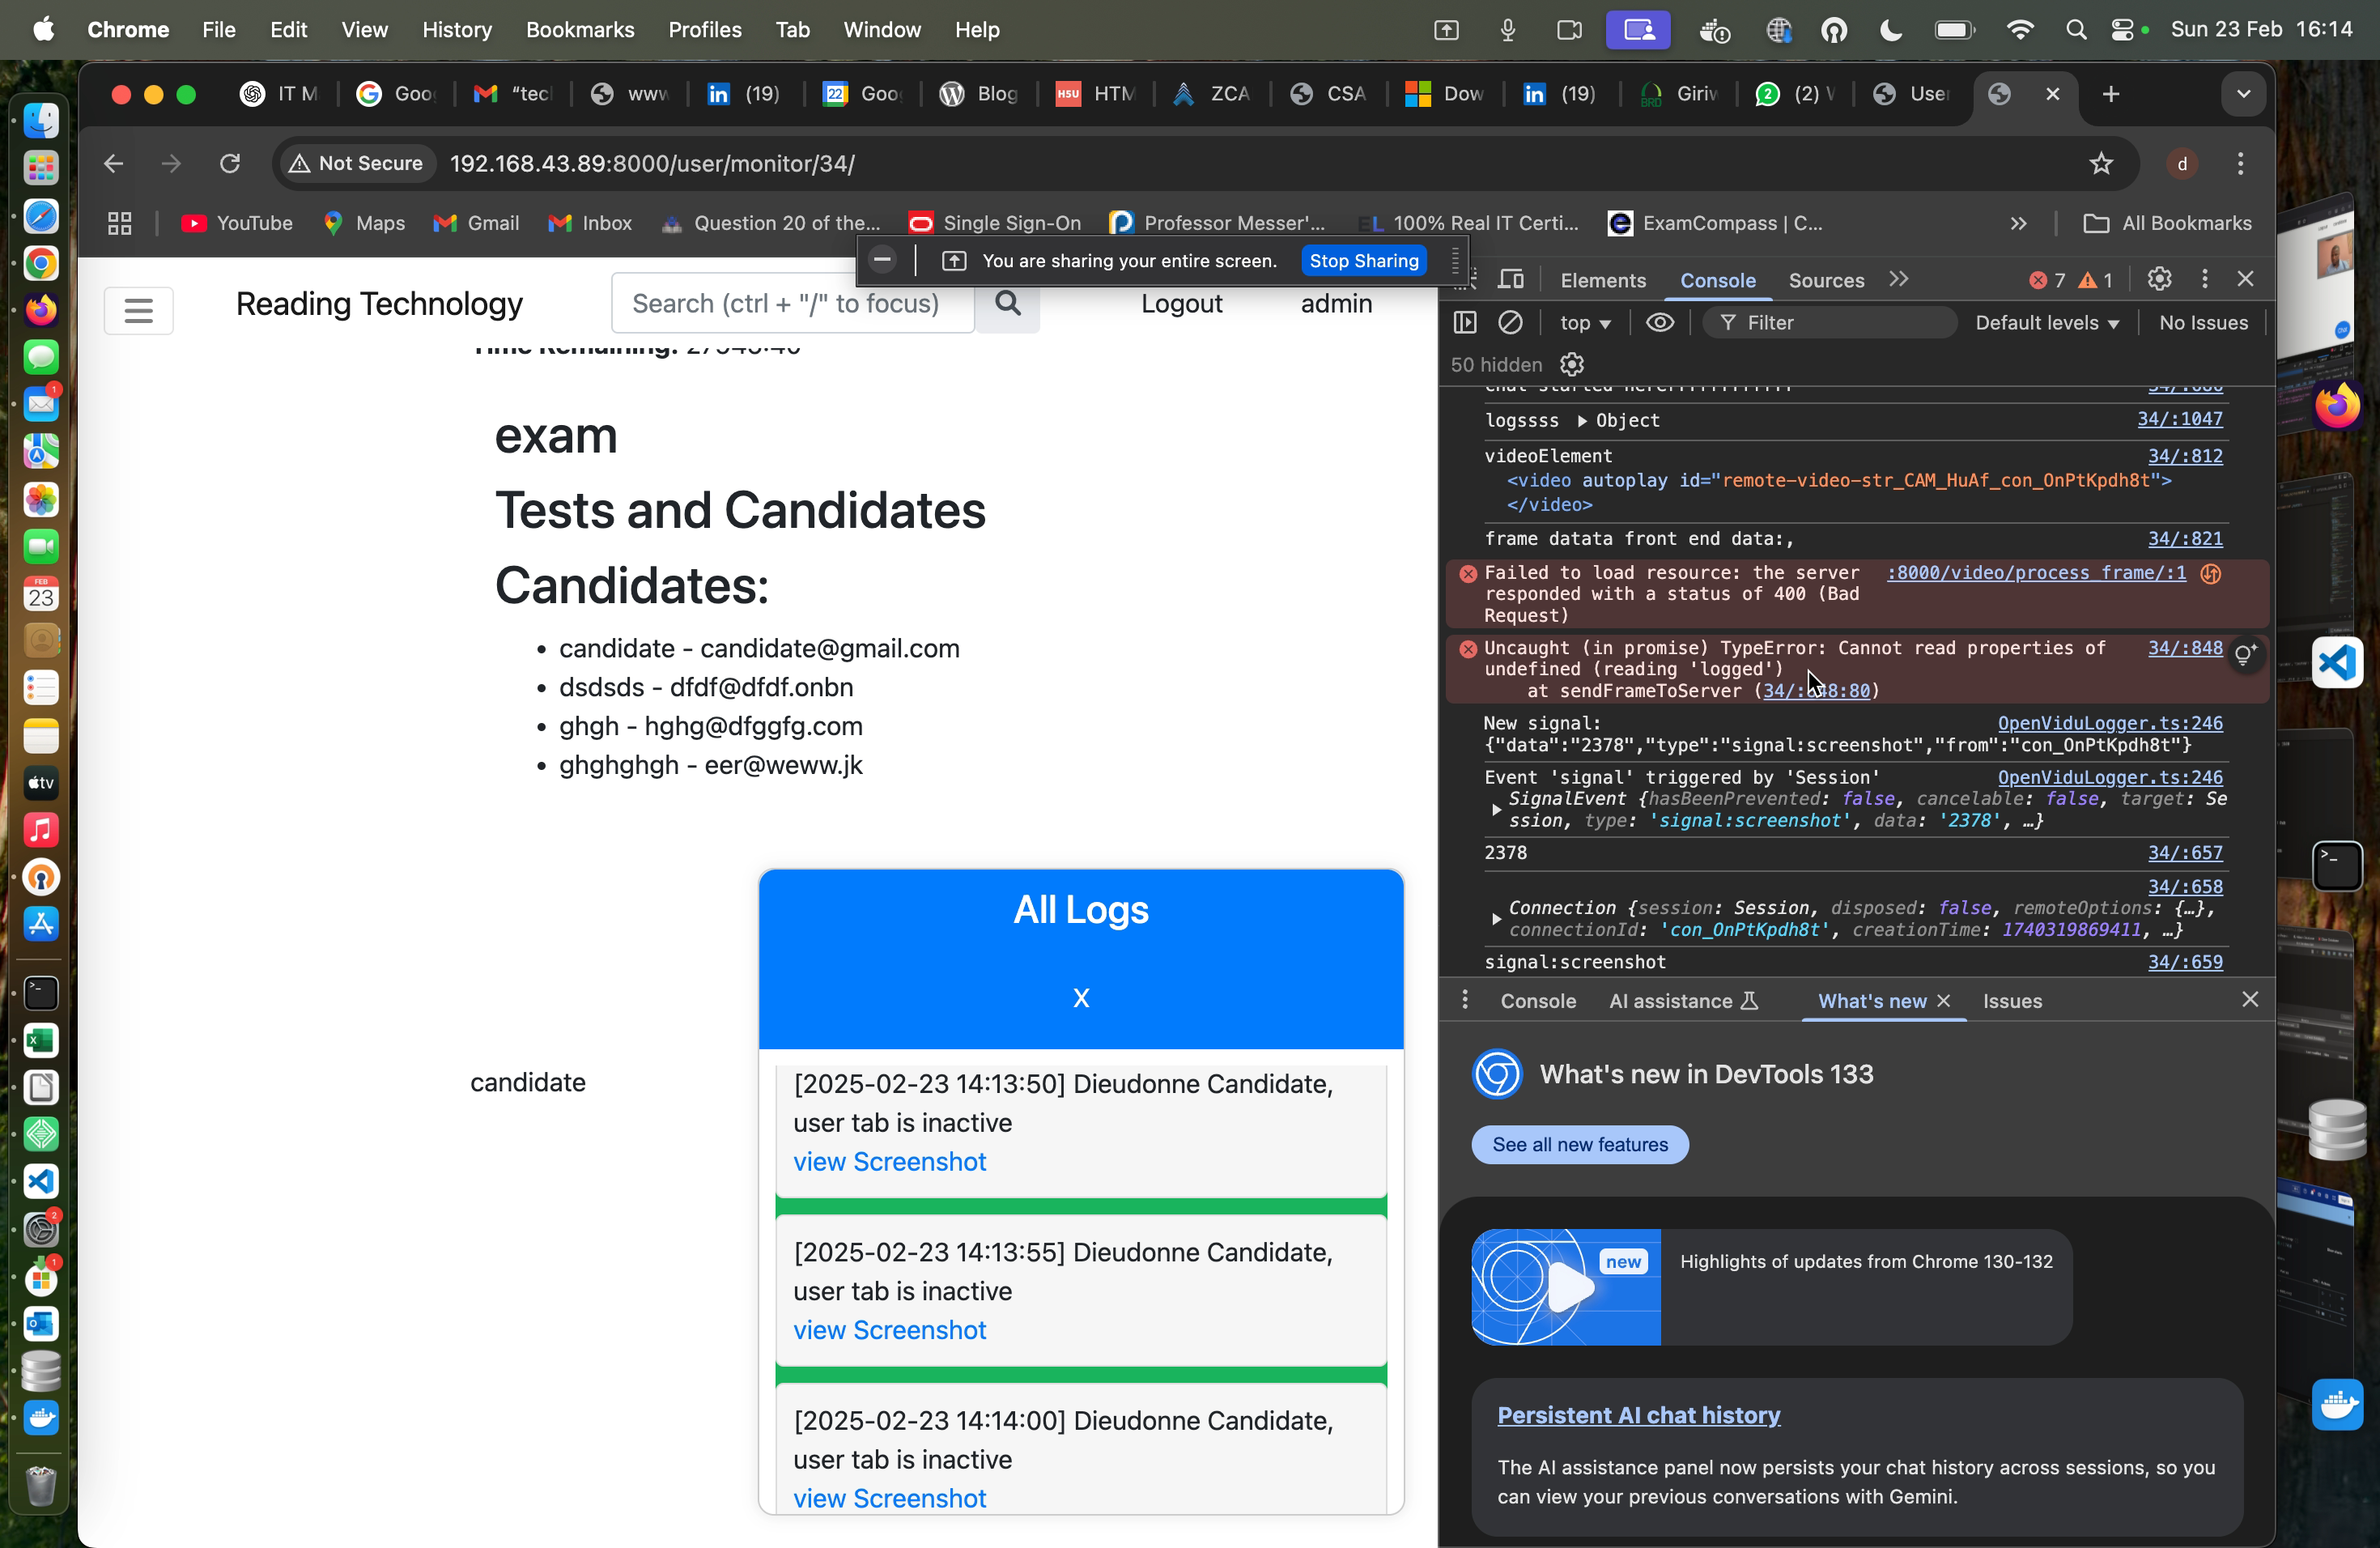 Chrome File Edit View History Bookmarks Profiles Tab Window Help Sun 23 Feb 16:14
IT M Goo "tecl www (19) 22 Goo Blog H5U HTM ZCA CSA Dow (19) BRD Giriv 2 (2) User
Not Secure 192.168.43.89:8000/user/monitor/34/ d
YouTube Maps Gmail Inbox Question 20 of the... Single Sign-On Professor Messer'... EL 100% Real IT Certi... ExamCompass | C... All Bookmarks
You are sharing your entire screen. Stop Sharing
Reading Technology Search (ctrl + "/" to focus) Logout admin
Time Remaining:
exam
Tests and Candidates
Candidates:
• candidate - candidate@gmail.com
• dsdsds - dfdf@dfdf.onbn
• ghgh - hghg@dfggfg.com
• ghghghgh - eer@weww.jk
All Logs
X
candidate
[2025-02-23 14:13:50] Dieudonne Candidate,
user tab is inactive
view Screenshot
[2025-02-23 14:13:55] Dieudonne Candidate,
user tab is inactive
view Screenshot
[2025-02-23 14:14:00] Dieudonne Candidate,
user tab is inactive
view Screenshot
Elements Console Sources 7 1
top Filter Default levels No Issues
50 hidden
logssss Object 34/:1047
videoElement 34/:812
<video autoplay id="remote-video-str_CAM_HuAf_con_OnPtKpdh8t">
</video>
frame datata front end data:, 34/:821
Failed to load resource: the server :8000/video/process_frame/:1
responded with a status of 400 (Bad
Request)
Uncaught (in promise) TypeError: Cannot read properties of 34/:848
undefined (reading 'logged')
at sendFrameToServer (34/:848:80)
New signal: OpenViduLogger.ts:246
{"data":"2378","type":"signal:screenshot","from":"con_OnPtKpdh8t"}
Event 'signal' triggered by 'Session' OpenViduLogger.ts:246
SignalEvent {hasBeenPrevented: false, cancelable: false, target: Se
ssion, type: 'signal:screenshot', data: '2378', …}
2378 34/:657
34/:658
Connection {session: Session, disposed: false, remoteOptions: {…},
connectionId: 'con_OnPtKpdh8t', creationTime: 1740319869411, …}
signal:screenshot 34/:659
Console AI assistance What's new Issues
What's new in DevTools 133
See all new features
new Highlights of updates from Chrome 130-132
Persistent AI chat history
The AI assistance panel now persists your chat history across sessions, so you
can view your previous conversations with Gemini.
FEB
23
tv